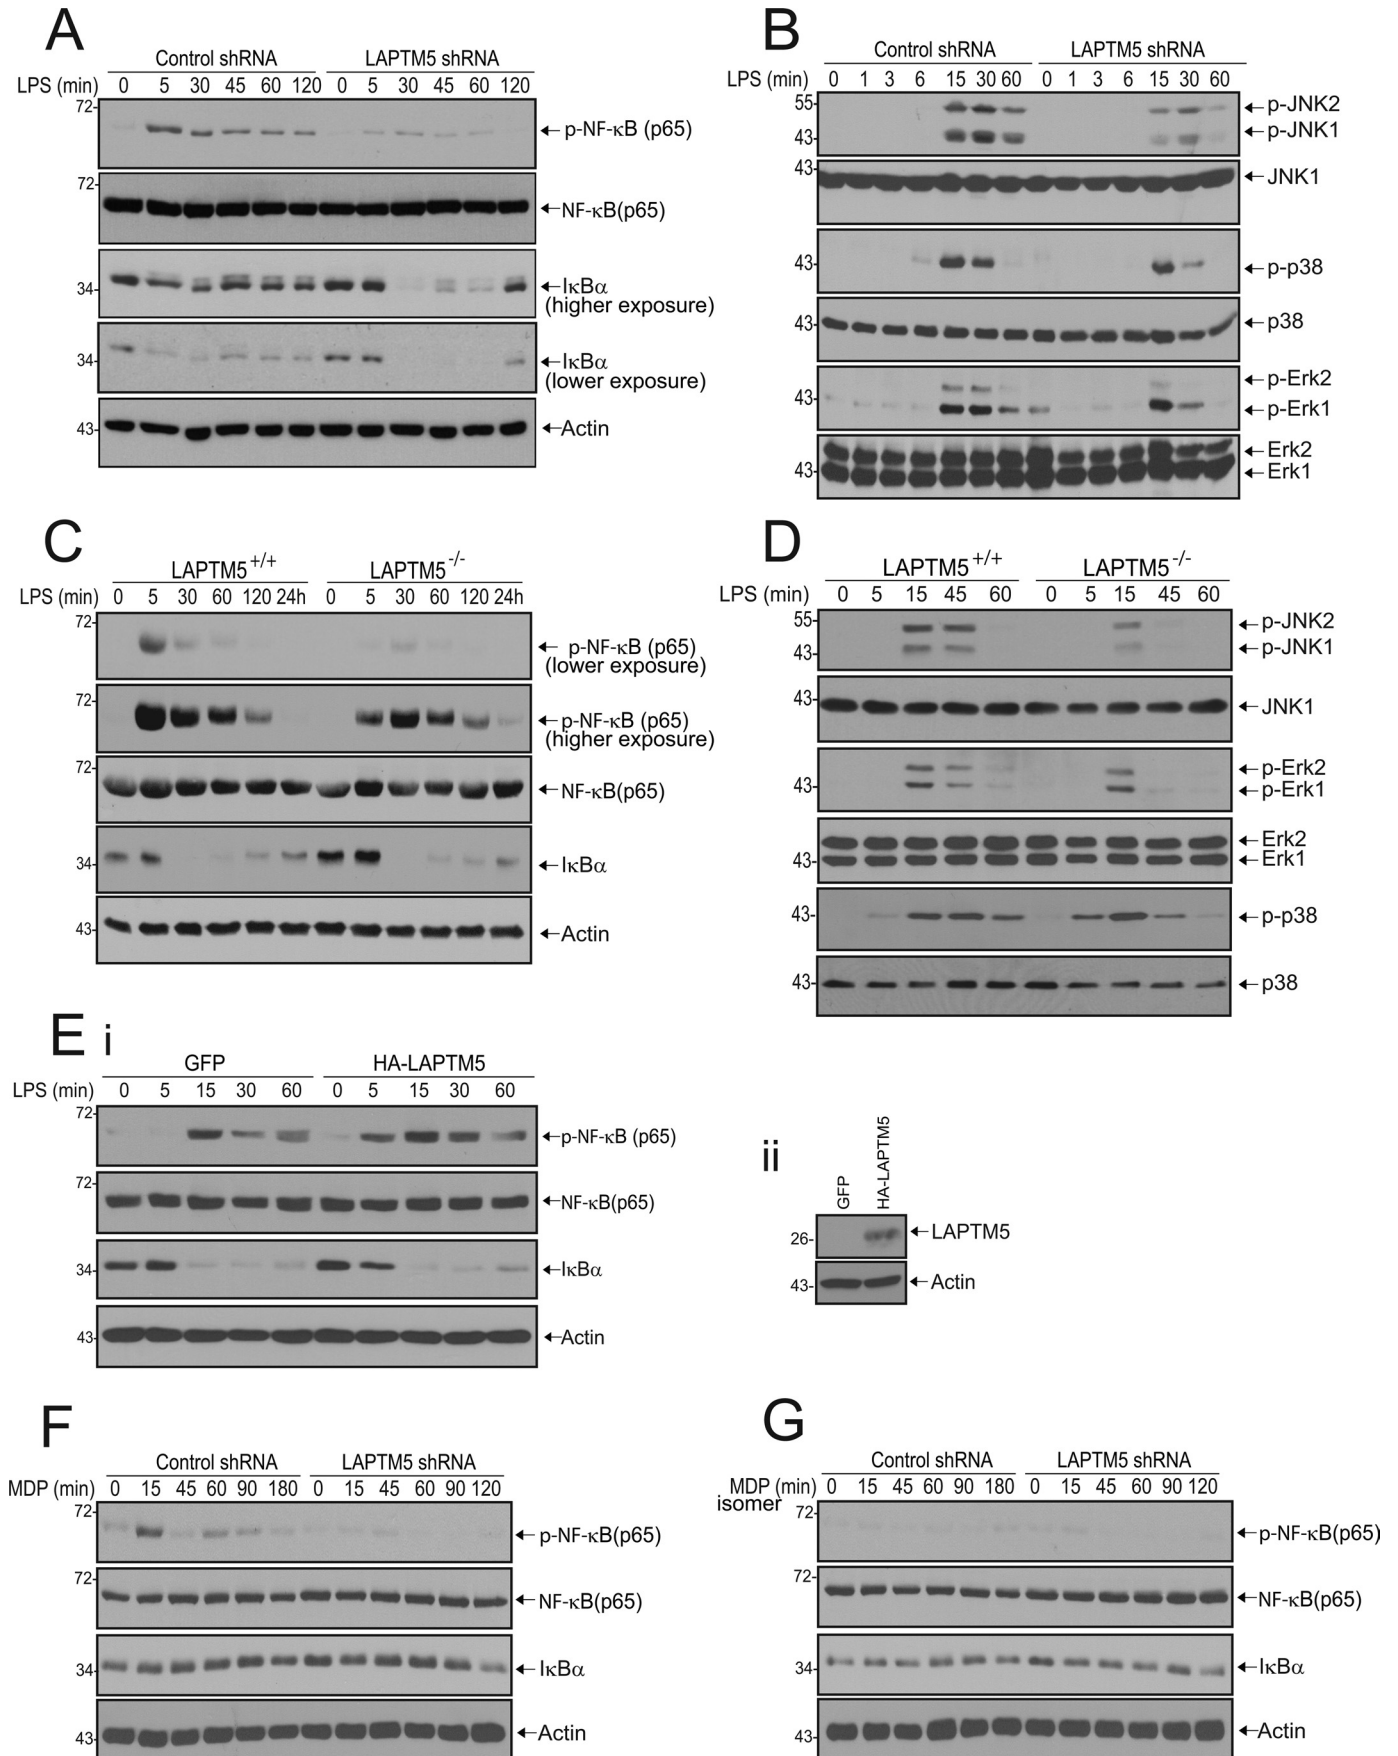 A
Control shRNA LAPTM5 shRNA
LPS (min) 0 5 30 45 60 120 0 5 30 45 60 120
72-
p-NF-κB (p65)
72-
NF-κB(p65)
34-
IκBα
(higher exposure)
34-
IκBα
(lower exposure)
43-
Actin
B
Control shRNA LAPTM5 shRNA
LPS (min) 0 1 3 6 15 30 60 0 1 3 6 15 30 60
55-
p-JNK2
43-
p-JNK1
43-
JNK1
43-
p-p38
43-
p38
p-Erk2
43-
p-Erk1
Erk2
43-
Erk1
C
LAPTM5+/+ LAPTM5-/-
LPS (min) 0 5 30 60 120 24h 0 5 30 60 120 24h
72-
p-NF-κB (p65)
(lower exposure)
72-
p-NF-κB (p65)
(higher exposure)
72-
NF-κB(p65)
34-
IκBα
43-
Actin
D
LAPTM5+/+ LAPTM5-/-
LPS (min) 0 5 15 45 60 0 5 15 45 60
55-
p-JNK2
43-
p-JNK1
43-
JNK1
p-Erk2
43-
p-Erk1
Erk2
43-
Erk1
43-
p-p38
43-
p38
E i
GFP HA-LAPTM5
LPS (min) 0 5 15 30 60 0 5 15 30 60
72-
p-NF-κB (p65)
72-
NF-κB(p65)
34-
IκBα
43-
Actin
ii
GFP
HA-LAPTM5
26-
LAPTM5
43-
Actin
F
Control shRNA LAPTM5 shRNA
MDP (min) 0 15 45 60 90 180 0 15 45 60 90 120
72-
p-NF-κB(p65)
72-
NF-κB(p65)
34-
IκBα
43-
Actin
G
Control shRNA LAPTM5 shRNA
MDP (min) 0 15 45 60 90 180 0 15 45 60 90 120
isomer
72-
p-NF-κB(p65)
72-
NF-κB(p65)
34-
IκBα
43-
Actin